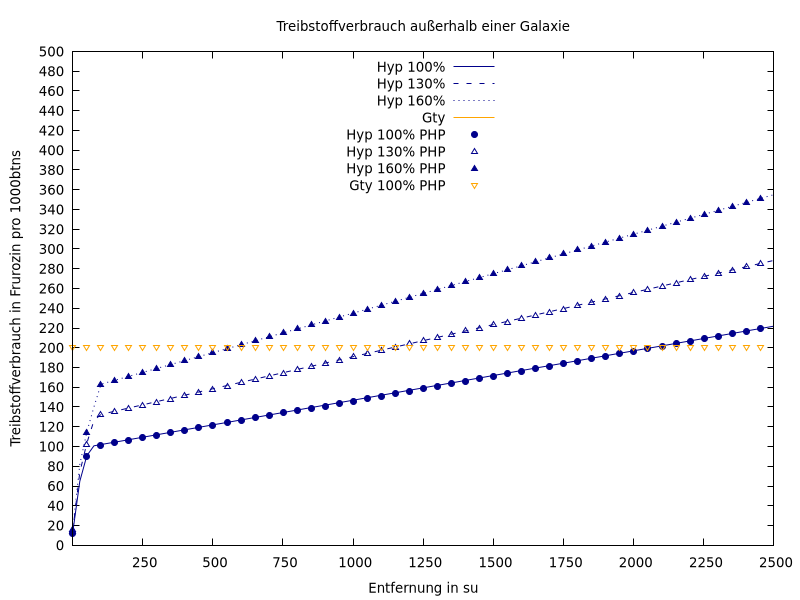 Treibstoffverbrauch außerhalb einer Galaxie
Treibstoffverbrauch in Frurozin pro 1000btns
500
480
460
440
420
400
380
360
340
320
300
280
260
240
220
200
180
160
140
120
100
80
60
40
20
0
Hyp 100%
Hyp 130%
Hyp 160%
Gty
Hyp 100% PHP
Hyp 130% PHP
Hyp 160% PHP
Gty 100% PHP
250 500 750 1000 1250 1500 1750 2000 2250 2500
Entfernung in su